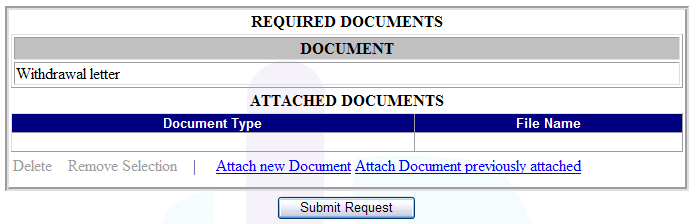 REQUIRED DOCUMENTS
DOCUMENT
Withdrawal letter
ATTACHED DOCUMENTS
Document Type File Name
Delete Remove Selection | Attach new Document Attach Document previously attached
Submit Request